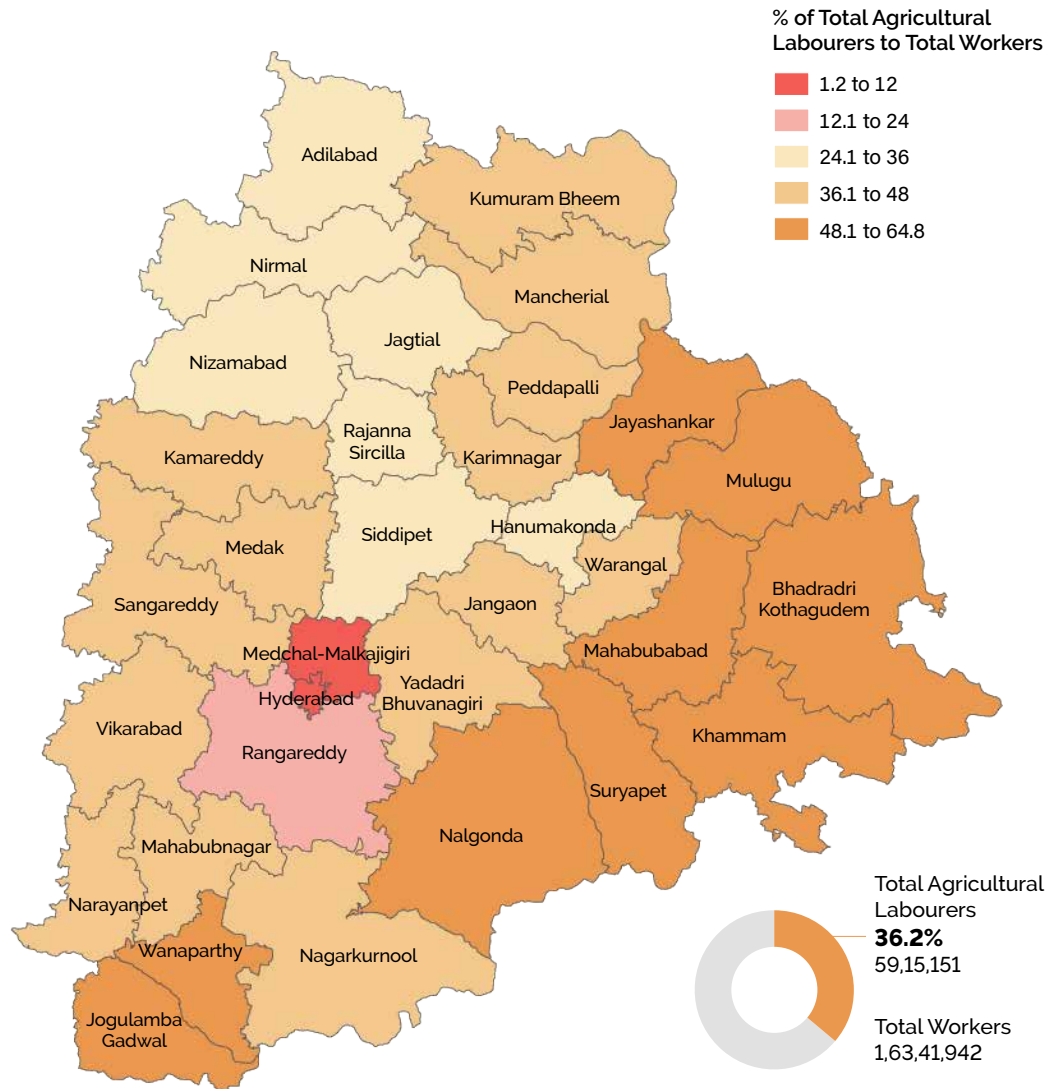 % of Total Agricultural
Labourers to Total Workers
1.2 to 12
12.1 to 24
24.1 to 36
36.1 to 48
48.1 to 64.8
Adilabad
Kumuram Bheem
Nirmal
Mancherial
Jagtial
Nizamabad
Peddapalli
Jayashankar
Rajanna
Sircilla
Kamareddy
Karimnagar
Mulugu
Siddipet
Hanumakonda
Medak
Warangal
Bhadradri
Kothagudem
Sangareddy
Jangaon
Medchal-Malkajigiri
Mahabubabad
Yadadri
Bhuvanagiri
Hyderabad
Vikarabad
Khammam
Rangareddy
Suryapet
Nalgonda
Mahabubnagar
Narayanpet
Wanaparthy
Nagarkurnool
Jogulamba
Gadwal
Total Agricultural
Labourers
36.2%
59,15,151
Total Workers
1,63,41,942